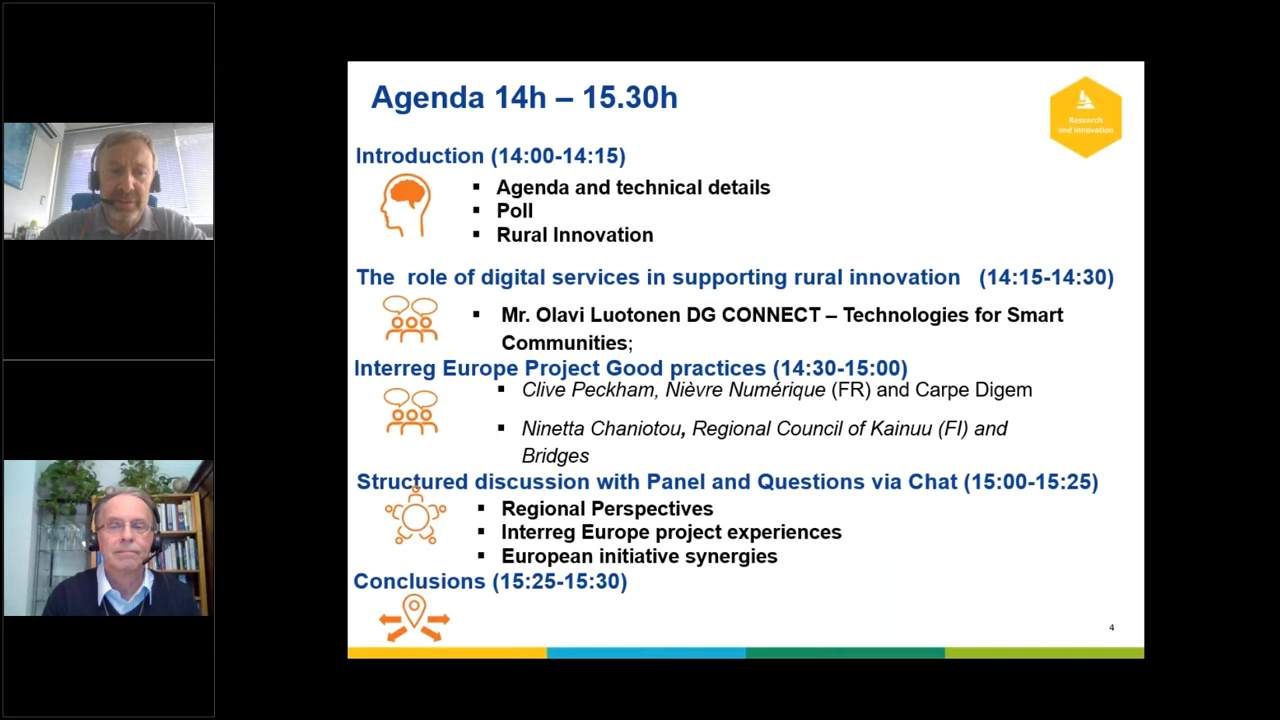 Agenda 14h – 15.30h
Research
and innovation
Introduction (14:00-14:15)
▪ Agenda and technical details
▪ Poll
▪ Rural Innovation
The role of digital services in supporting rural innovation (14:15-14:30)
▪ Mr. Olavi Luotonen DG CONNECT – Technologies for Smart
Communities;
Interreg Europe Project Good practices (14:30-15:00)
▪ Clive Peckham, Nièvre Numérique (FR) and Carpe Digem
▪ Ninetta Chaniotou, Regional Council of Kainuu (FI) and
Bridges
Structured discussion with Panel and Questions via Chat (15:00-15:25)
▪ Regional Perspectives
▪ Interreg Europe project experiences
▪ European initiative synergies
Conclusions (15:25-15:30)
4